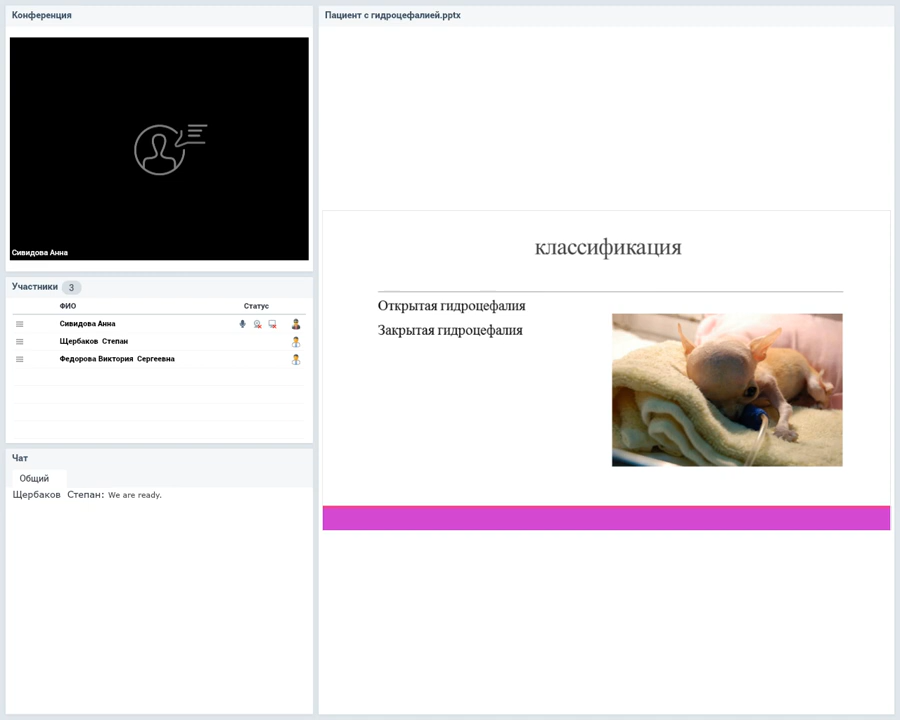 Конференция
Сивидова Анна
Участники 3
ФИО Статус
Сивидова Анна
Щербаков Степан
Федорова Виктория Сергеевна
Чат
Общий
Щербаков Степан: We are ready.
Пациент с гидроцефалией.pptx
классификация
Открытая гидроцефалия
Закрытая гидроцефалия